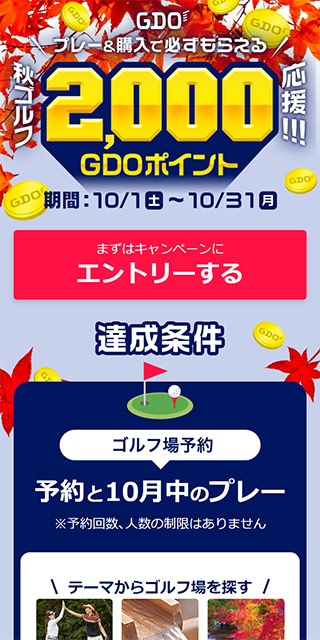 GDO
プレー&購入で必ずもらえる
秋ゴルフ
2,000
応援!!!
GDOポイント
期間:10/1土〜10/31月
まずはキャンペーンに
エントリーする
達成条件
ゴルフ場予約
予約と10月中のプレー
※予約回数、人数の制限はありません
\ テーマからゴルフ場を探す /